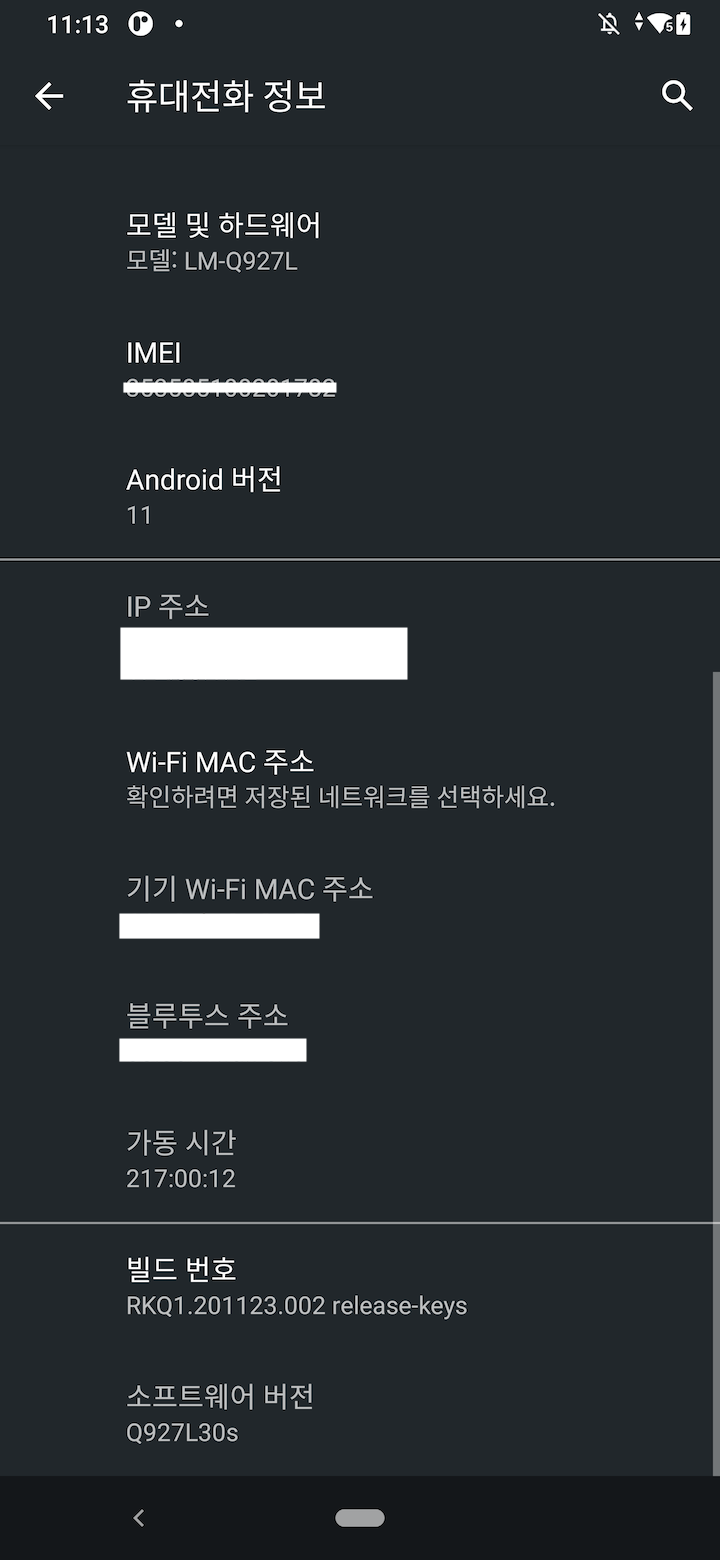 11:13
휴대전화 정보
모델 및 하드웨어
모델: LM-Q927L
IMEI
Android 버전
11
IP 주소
Wi-Fi MAC 주소
확인하려면 저장된 네트워크를 선택하세요.
기기 Wi-Fi MAC 주소
블루투스 주소
가동 시간
217:00:12
빌드 번호
RKQ1.201123.002 release-keys
소프트웨어 버전
Q927L30s